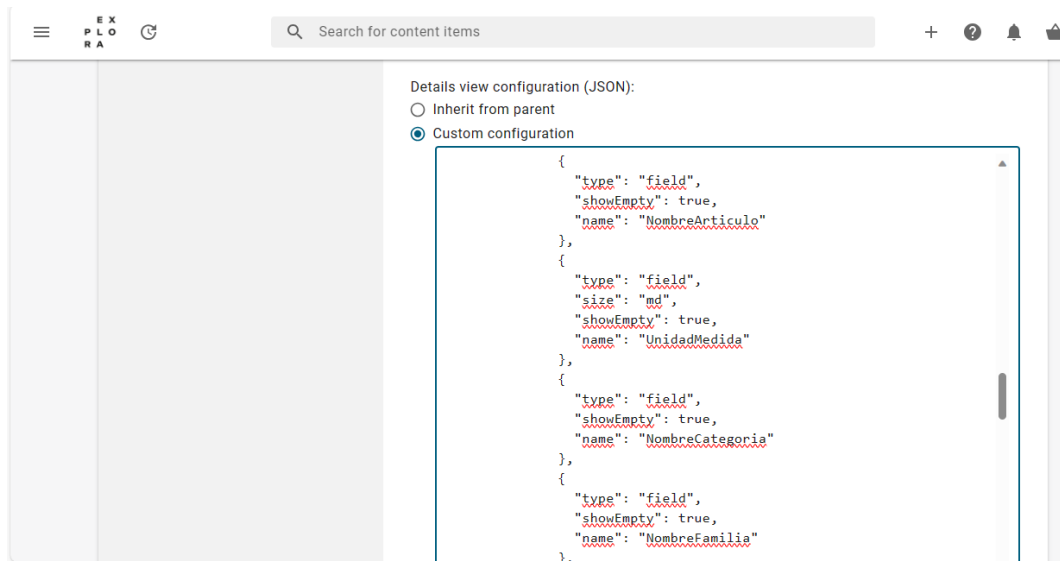 E X
P L O
R A
Search for content items
Details view configuration (JSON):
Inherit from parent
Custom configuration
{
"type": "field",
"showEmpty": true,
"name": "NombreArticulo"
},
{
"type": "field",
"size": "md",
"showEmpty": true,
"name": "UnidadMedida"
},
{
"type": "field",
"showEmpty": true,
"name": "NombreCategoria"
},
{
"type": "field",
"showEmpty": true,
"name": "NombreFamilia"
},